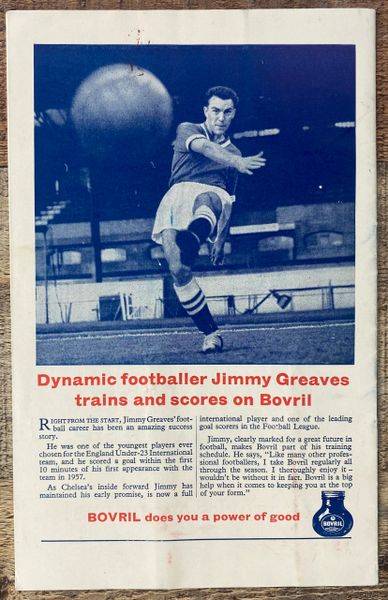 Dynamic footballer Jimmy Greaves
trains and scores on Bovril
RIGHT FROM THE START, Jimmy Greaves' foot-
ball career has been an amazing success
story.
He was one of the youngest players ever
chosen for the England Under-23 International
team, and he scored a goal within the first
10 minutes of his first appearance with the
team in 1957.
As Chelsea's inside forward Jimmy has
maintained his early promise, is now a full
international player and one of the leading
goal scorers in the Football League.
Jimmy, clearly marked for a great future in
football, makes Bovril part of his training
schedule. He says, "Like many other profes-
sional footballers, I take Bovril regularly all
through the season. I thoroughly enjoy it —
wouldn't be without it in fact. Bovril is a big
help when it comes to keeping you at the top
of your form."
BOVRIL does you a power of good
BOVRIL